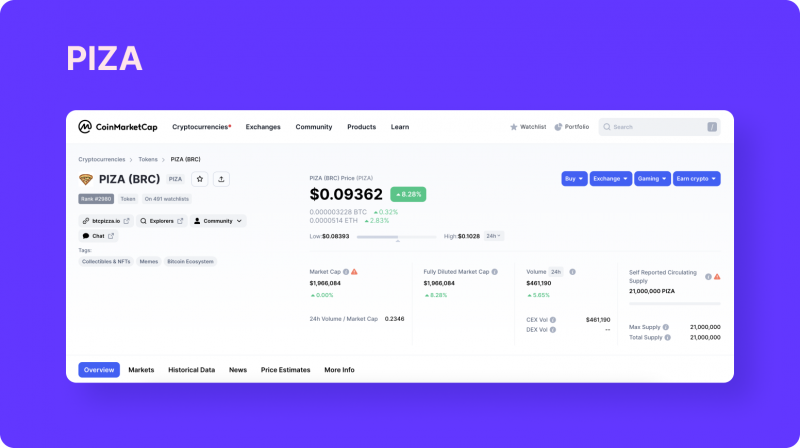 PIZA
CoinMarketCap Cryptocurrencies Exchanges Community Products Learn Watchlist Portfolio Search /
Cryptocurrencies > Tokens > PIZA (BRC)
PIZA (BRC) PIZA
Rank #2980 Token On 491 watchlists
btcpizza.io Explorers Community
Chat
Tags:
Collectibles & NFTs Memes Bitcoin Ecosystem
PIZA (BRC) Price (PIZA)
$0.09362 8.28%
0.000003228 BTC 0.32%
0.0000514 ETH 2.83%
Low:$0.08393 High:$0.1028 24h
Buy Exchange Gaming Earn crypto
Market Cap
$1,966,084
0.00%
24h Volume / Market Cap 0.2346
Fully Diluted Market Cap
$1,966,084
8.28%
Volume 24h
$461,190
5.65%
CEX Vol $461,190
DEX Vol --
Self Reported Circulating
Supply
21,000,000 PIZA
Max Supply 21,000,000
Total Supply 21,000,000
Overview Markets Historical Data News Price Estimates More Info